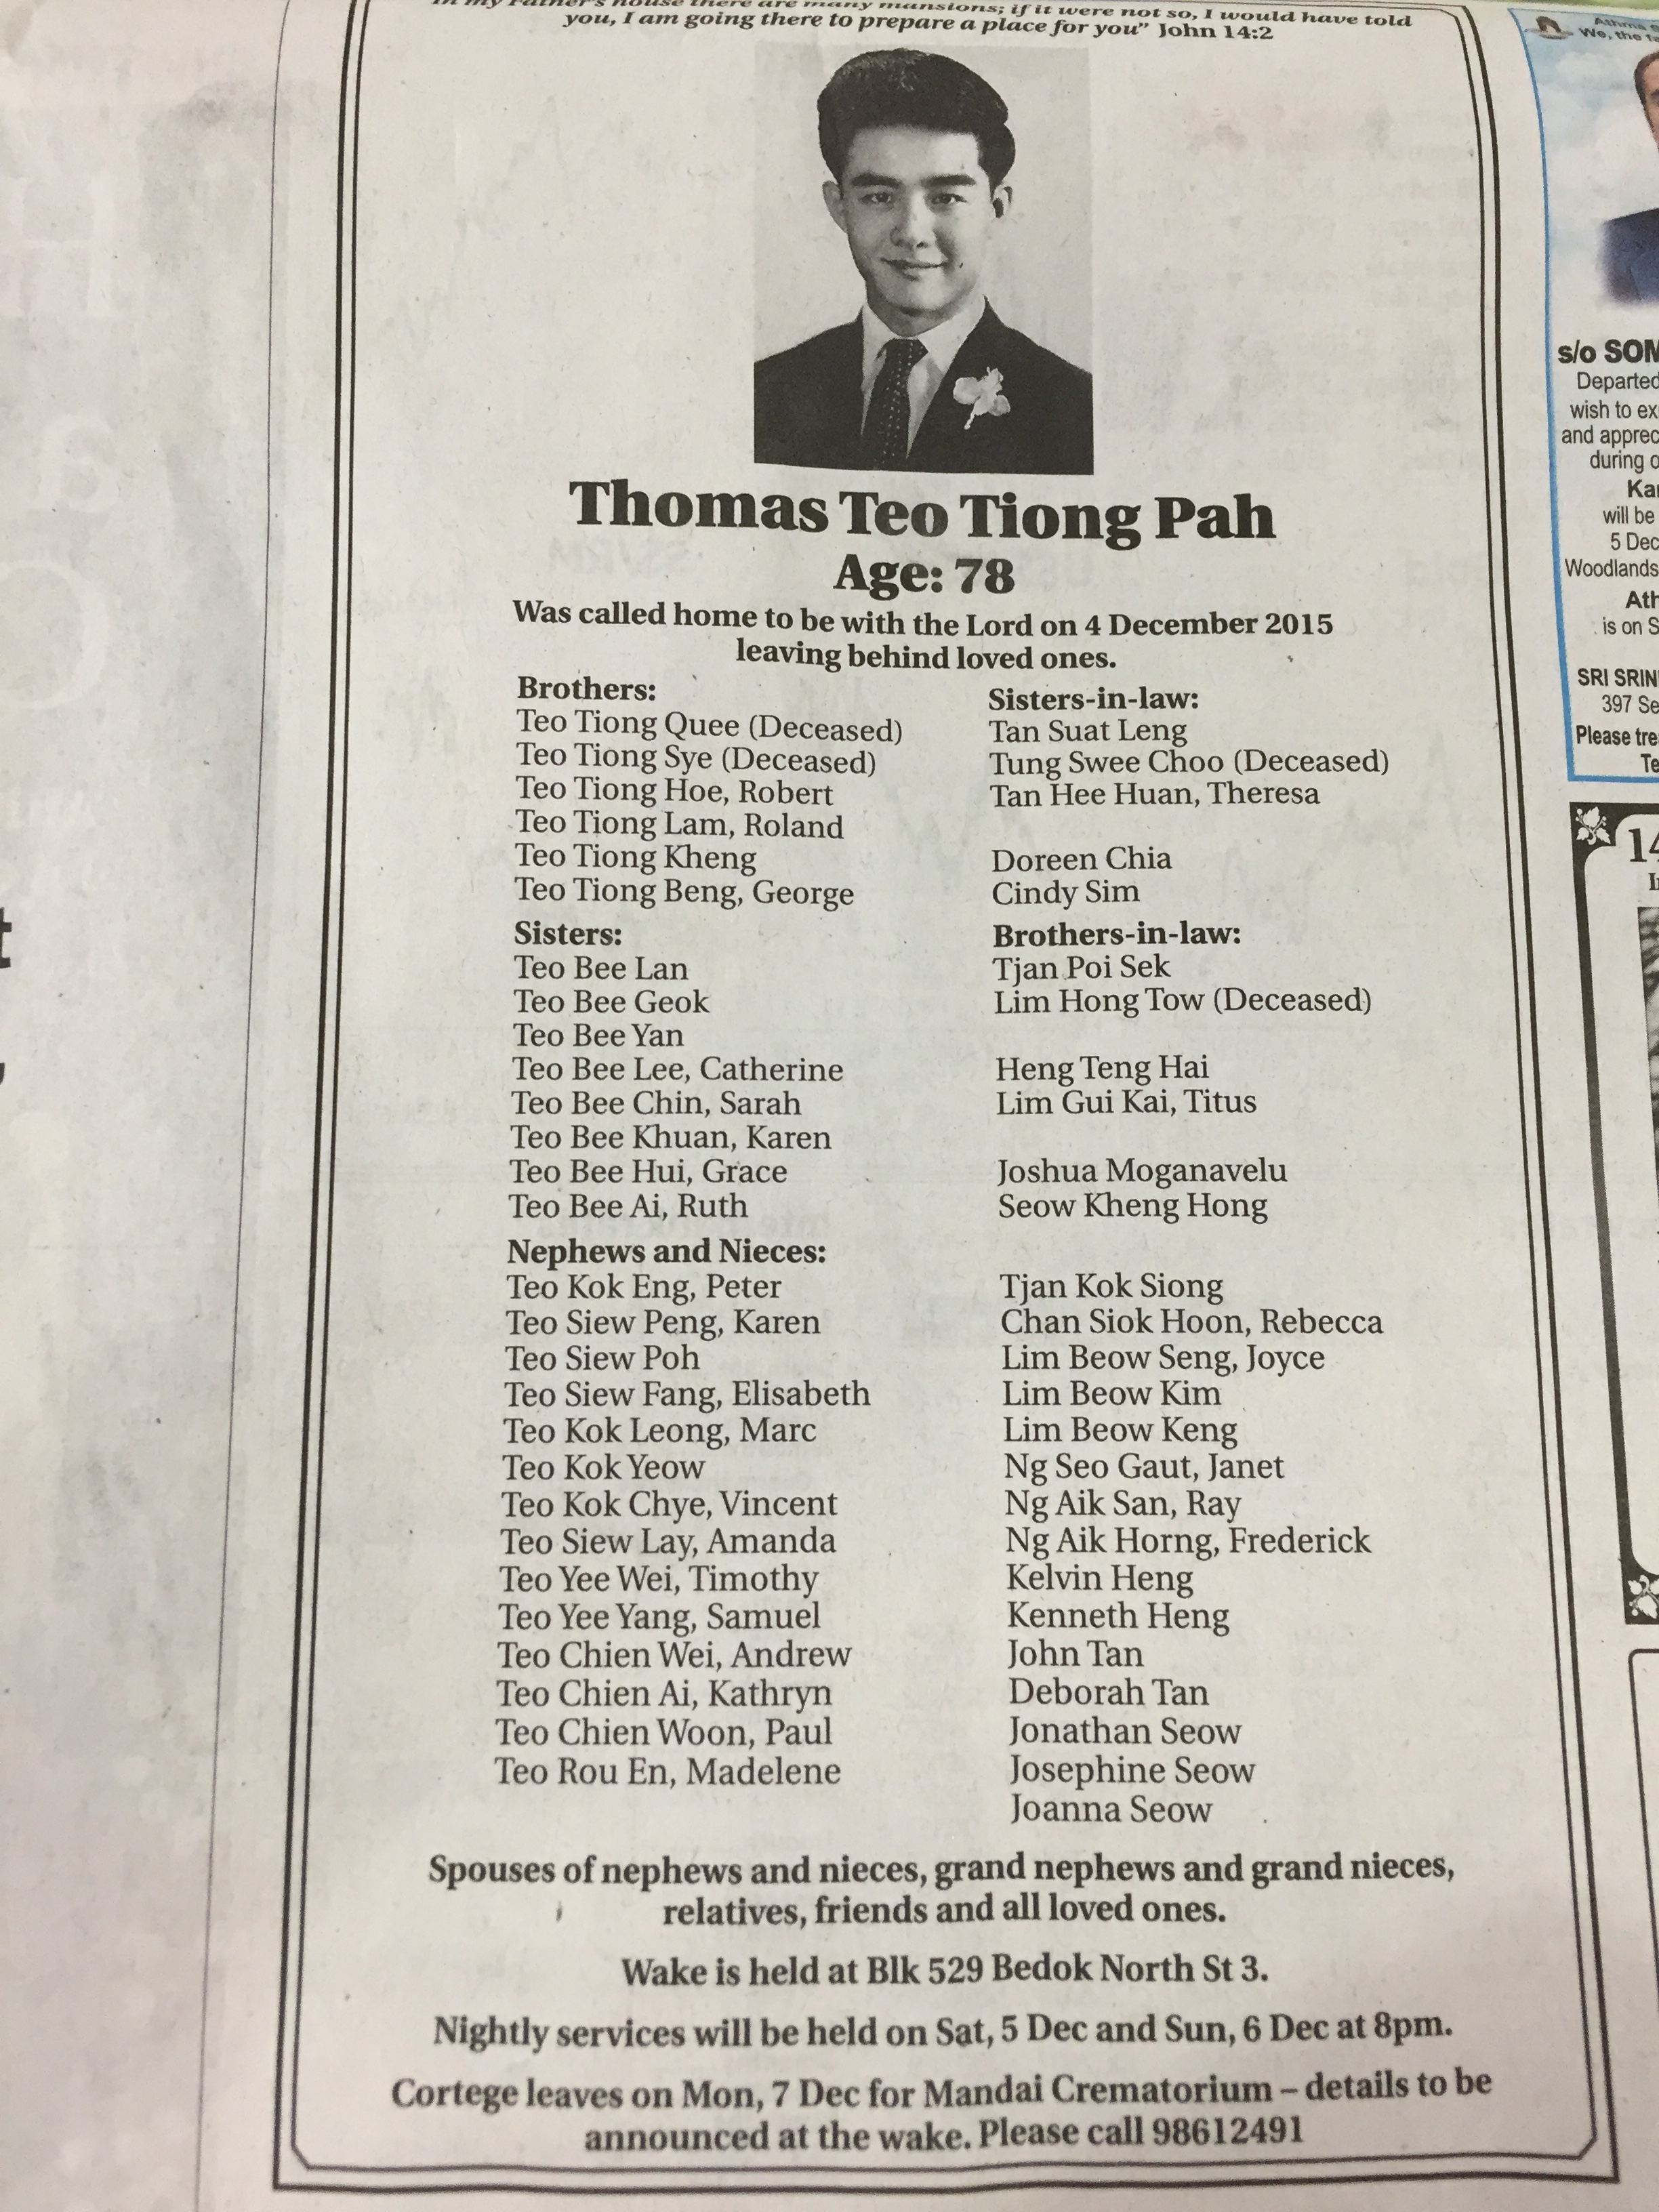 In my Father's house there are many mansions; if it were not so, I would have told
you, I am going there to prepare a place for you" John 14:2
Thomas Teo Tiong Pah
Age: 78
Was called home to be with the Lord on 4 December 2015
leaving behind loved ones.
Brothers:
Teo Tiong Quee (Deceased)
Teo Tiong Sye (Deceased)
Teo Tiong Hoe, Robert
Teo Tiong Lam, Roland
Teo Tiong Kheng
Teo Tiong Beng, George
Sisters-in-law:
Tan Suat Leng
Tung Swee Choo (Deceased)
Tan Hee Huan, Theresa
Doreen Chia
Cindy Sim
Sisters:
Teo Bee Lan
Teo Bee Geok
Teo Bee Yan
Teo Bee Lee, Catherine
Teo Bee Chin, Sarah
Teo Bee Khuan, Karen
Teo Bee Hui, Grace
Teo Bee Ai, Ruth
Brothers-in-law:
Tjan Poi Sek
Lim Hong Tow (Deceased)
Heng Teng Hai
Lim Gui Kai, Titus
Joshua Moganavelu
Seow Kheng Hong
Nephews and Nieces:
Teo Kok Eng, Peter
Teo Siew Peng, Karen
Teo Siew Poh
Teo Siew Fang, Elisabeth
Teo Kok Leong, Marc
Teo Kok Yeow
Teo Kok Chye, Vincent
Teo Siew Lay, Amanda
Teo Yee Wei, Timothy
Teo Yee Yang, Samuel
Teo Chien Wei, Andrew
Teo Chien Ai, Kathryn
Teo Chien Woon, Paul
Teo Rou En, Madelene
Tjan Kok Siong
Chan Siok Hoon, Rebecca
Lim Beow Seng, Joyce
Lim Beow Kim
Lim Beow Keng
Ng Seo Gaut, Janet
Ng Aik San, Ray
Ng Aik Horng, Frederick
Kelvin Heng
Kenneth Heng
John Tan
Deborah Tan
Jonathan Seow
Josephine Seow
Joanna Seow
Spouses of nephews and nieces, grand nephews and grand nieces,
relatives, friends and all loved ones.
Wake is held at Blk 529 Bedok North St 3.
Nightly services will be held on Sat, 5 Dec and Sun, 6 Dec at 8pm.
Cortege leaves on Mon, 7 Dec for Mandai Crematorium – details to be
announced at the wake. Please call 98612491
We, the
s/o SOM
Departed
wish to ex
and apprec
during o
Kar
will be
5 Dec
Woodlands
Ath
is on S
SRI SRIN
397 Se
Please tre
Te
14